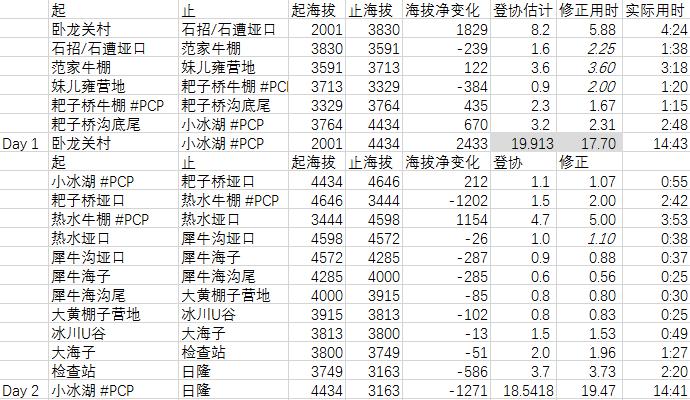 起 止 起海拔 止海拔 海拔净变化 登协估计 修正用时 实际用时
卧龙关村 石招/石遭垭口 2001 3830 1829 8.2 5.88 4:24
石招/石遭垭口 范家牛棚 3830 3591 -239 1.6 2.25 1:38
范家牛棚 妹儿雍营地 3591 3713 122 3.6 3.60 3:18
妹儿雍营地 耙子桥牛棚 #PCP 3713 3329 -384 0.9 2.00 1:20
耙子桥牛棚 #PCP 耙子桥沟底尾 3329 3764 435 2.3 1.67 1:15
耙子桥沟底尾 小冰湖 #PCP 3764 4434 670 3.2 2.31 2:48
Day 1 卧龙关村 小冰湖 #PCP 2001 4434 2433 19.913 17.70 14:43
起 止 起海拔 止海拔 海拔净变化 登协 修正
小冰湖 #PCP 耙子桥垭口 4434 4646 212 1.1 1.07 0:55
耙子桥垭口 热水牛棚 #PCP 4646 3444 -1202 1.5 2.00 2:42
热水牛棚 #PCP 热水垭口 3444 4598 1154 4.7 5.00 3:53
热水垭口 犀牛沟垭口 4598 4572 -26 1.0 1.10 0:38
犀牛沟垭口 犀牛海子 4572 4285 -287 0.9 0.88 0:37
犀牛海子 犀牛海沟尾 4285 4000 -285 0.6 0.56 0:25
犀牛海沟尾 大黄棚子营地 4000 3915 -85 0.8 0.80 0:30
大黄棚子营地 冰川U谷 3915 3813 -102 0.8 0.83 0:25
冰川U谷 大海子 3813 3800 -13 1.5 1.53 0:49
大海子 检查站 3800 3749 -51 2.0 1.96 1:27
检查站 日隆 3749 3163 -586 3.7 3.73 2:20
Day 2 小冰湖 #PCP 日隆 4434 3163 -1271 18.5418 19.47 14:41